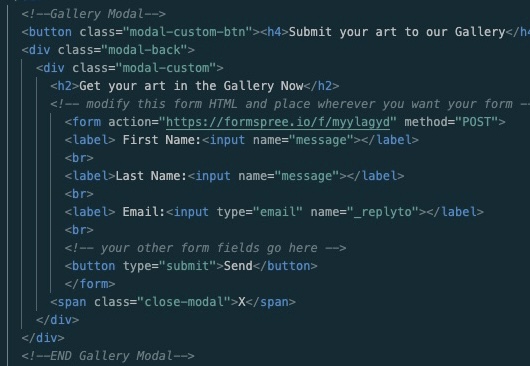 <!--Gallery Modal-->
<button class="modal-custom-btn"><h4>Submit your art to our Gallery</h
<div class="modal-back">
<div class="modal-custom">
<h2>Get your art in the Gallery Now</h2>
<!-- modify this form HTML and place wherever you want your form -
<form action="https://formspree.io/f/myylagyd" method="POST">
<label> First Name:<input name="message"></label>
<br>
<label>Last Name:<input name="message"></label>
<br>
<label> Email:<input type="email" name="_replyto"></label>
<br>
<!-- your other form fields go here -->
<button type="submit">Send</button>
</form>
<span class="close-modal">X</span>
</div>
</div>
<!--END Gallery Modal-->